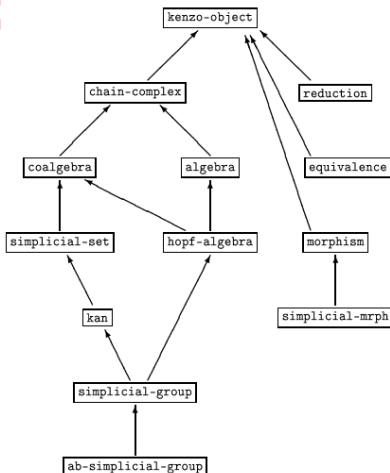 kenzo-object
chain-complex
reduction
coalgebra
algebra
equivalence
simplicial-set
hopf-algebra
morphism
kan
simplicial-mrph
simplicial-group
ab-simplicial-group